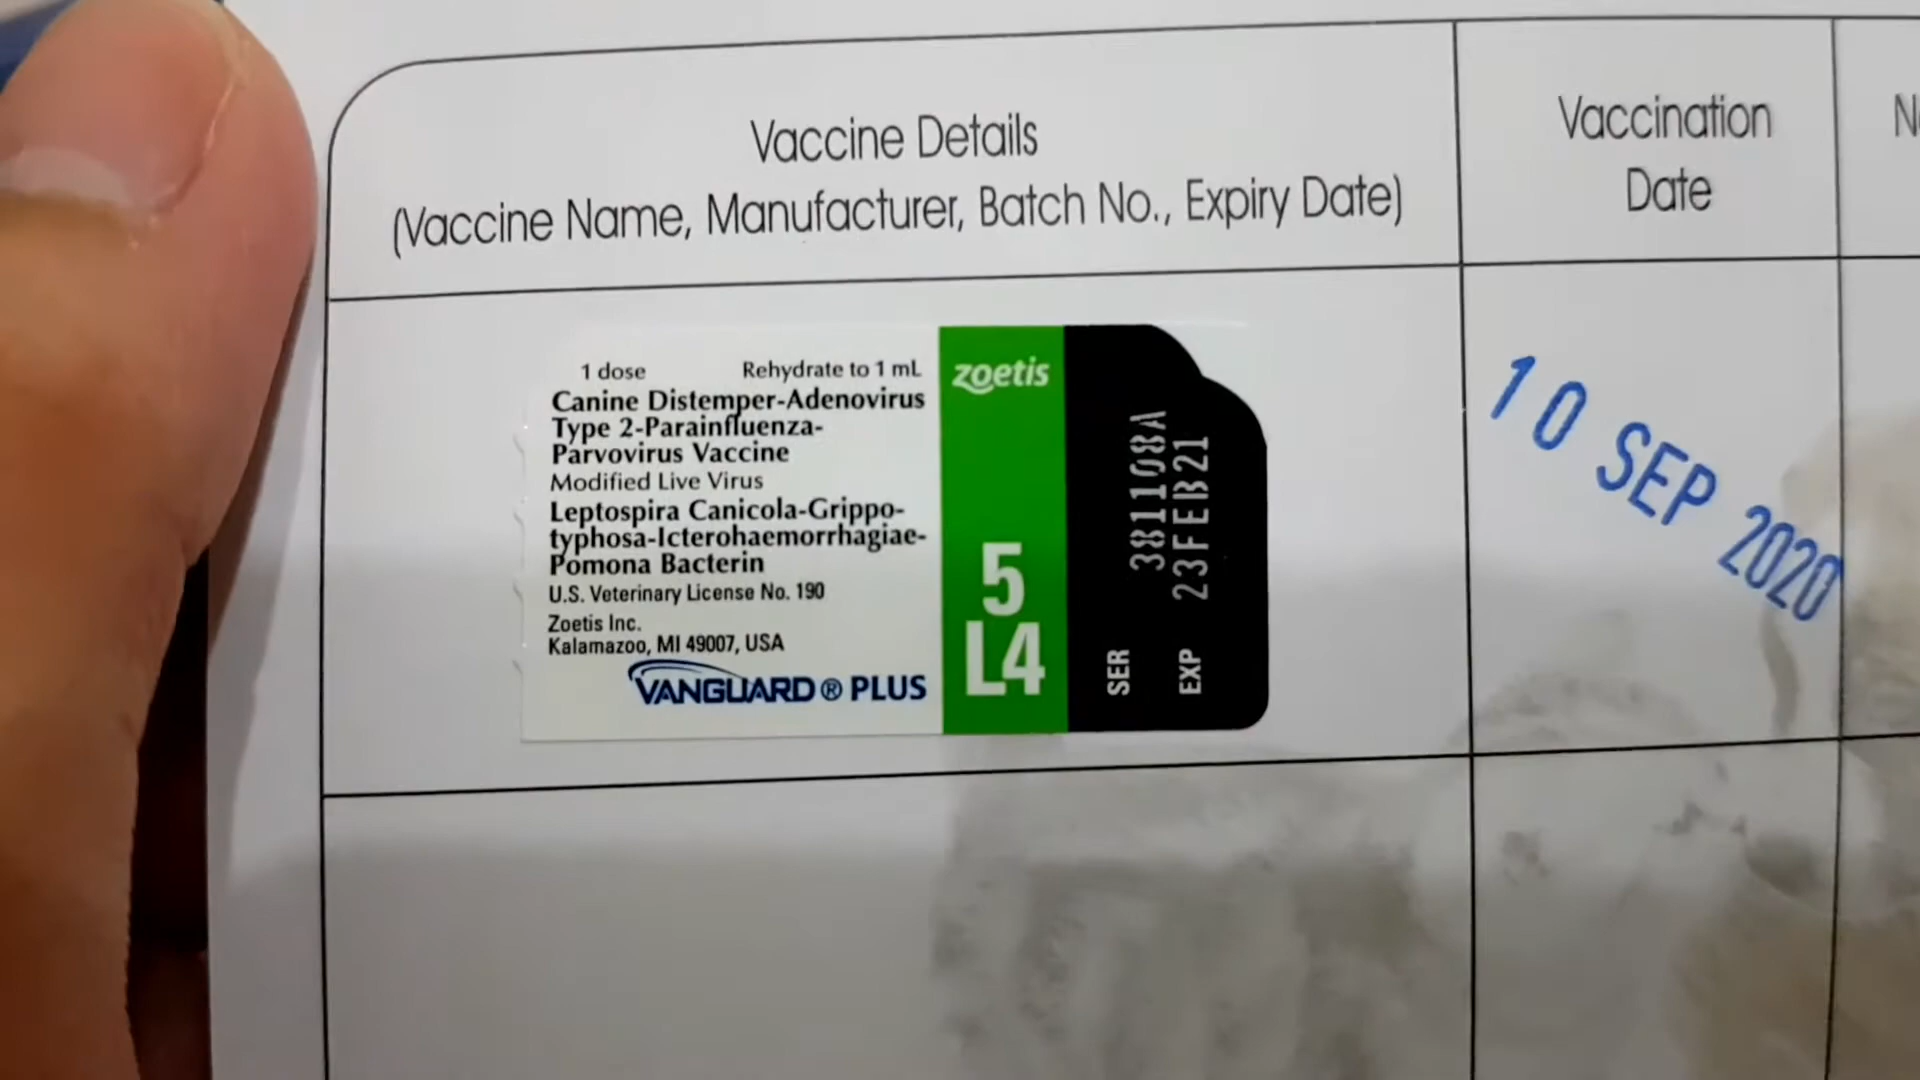 Vaccine Details
(Vaccine Name, Manufacturer, Batch No., Expiry Date)
Vaccination
Date
1 dose Rehydrate to 1 mL
Canine Distemper-Adenovirus
Type 2-Parainfluenza-
Parvovirus Vaccine
Modified Live Virus
Leptospira Canicola-Grippo-
typhosa-Icterohaemorrhagiae-
Pomona Bacterin
U.S. Veterinary License No. 190
Zoetis Inc.
Kalamazoo, MI 49007, USA
VANGUARD® PLUS
zoetis
5
L4
SER 381108A
EXP 23FEB21
10 SEP 2020